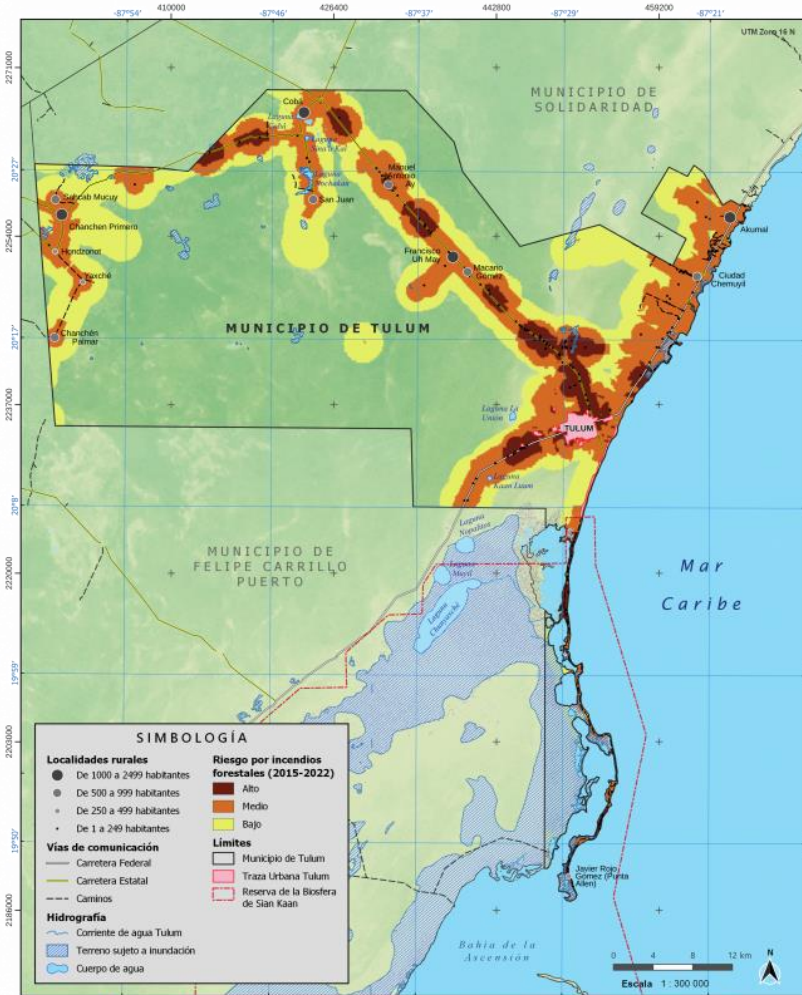 -87°54'
410000
-87°46'
426400
-87°37'
442800
-87°29'
459200
-87°21'
UTM Zona 16 N
2271000
20°27'
2254000
20°17'
2237000
20°8'
2220000
19°59'
2203000
19°50'
2186000
MUNICIPIO DE
SOLIDARIDAD
Cobá
Laguna
San Juan
Manuel
Antonio
Ay
Sahcab Mucuy
Chanchen Primero
Hondzonot
Yaxché
Chanchén
Palmar
Francisco
Uh May
Macario
Gómez
Akumal
Ciudad
Chemuyil
MUNICIPIO DE TULUM
Laguna La
Unión
TULUM
Laguna
Kaan Luum
Laguna
Nopalitos
Laguna
Muyil
Laguna
Chunyaxché
MUNICIPIO DE
FELIPE CARRILLO
PUERTO
Mar
Caribe
Javier Rojo
Gómez (Punta
Allen)
Bahía de la
Ascensión
SIMBOLOGÍA
Localidades rurales
De 1000 a 2499 habitantes
De 500 a 999 habitantes
De 250 a 499 habitantes
De 1 a 249 habitantes
Vías de comunicación
Carretera Federal
Carretera Estatal
Caminos
Hidrografía
Corriente de agua Tulum
Terreno sujeto a inundación
Cuerpo de agua
Riesgo por incendios
forestales (2015-2022)
Alto
Medio
Bajo
Límites
Municipio de Tulum
Traza Urbana Tulum
Reserva de la Biosfera
de Sian Kaan
0 4 8 12 km
Escala 1 : 300 000
N